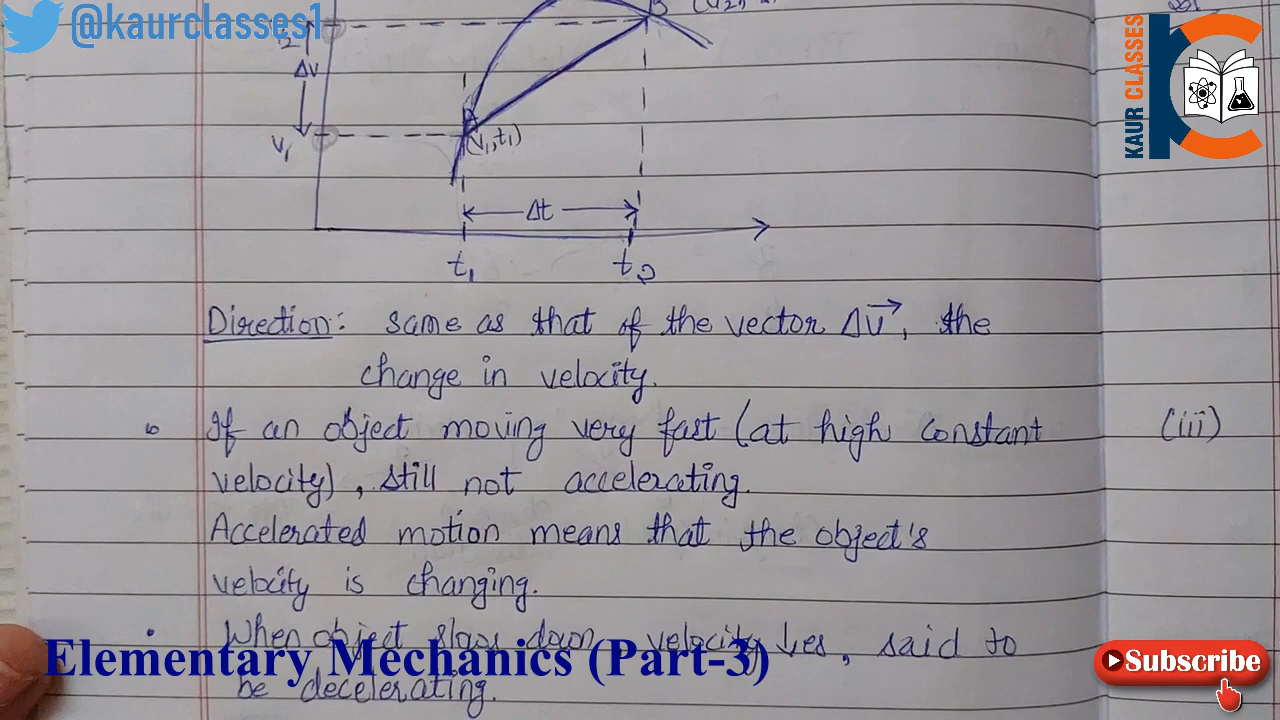 @kaurclasses1
KAUR CLASSES
Δv
v₁
(v₁,t₁)
Δt
t₁
t₂
Direction: same as that of the vector Δv⃗, the
change in velocity.
If an object moving very fast (at high constant
(iii)
velocity), still not accelerating.
Accelerated motion means that the object's
velocity is changing.
When object slows down, velocity ↓es, said to
be decelerating.
Elementary Mechanics (Part-3)
Subscribe